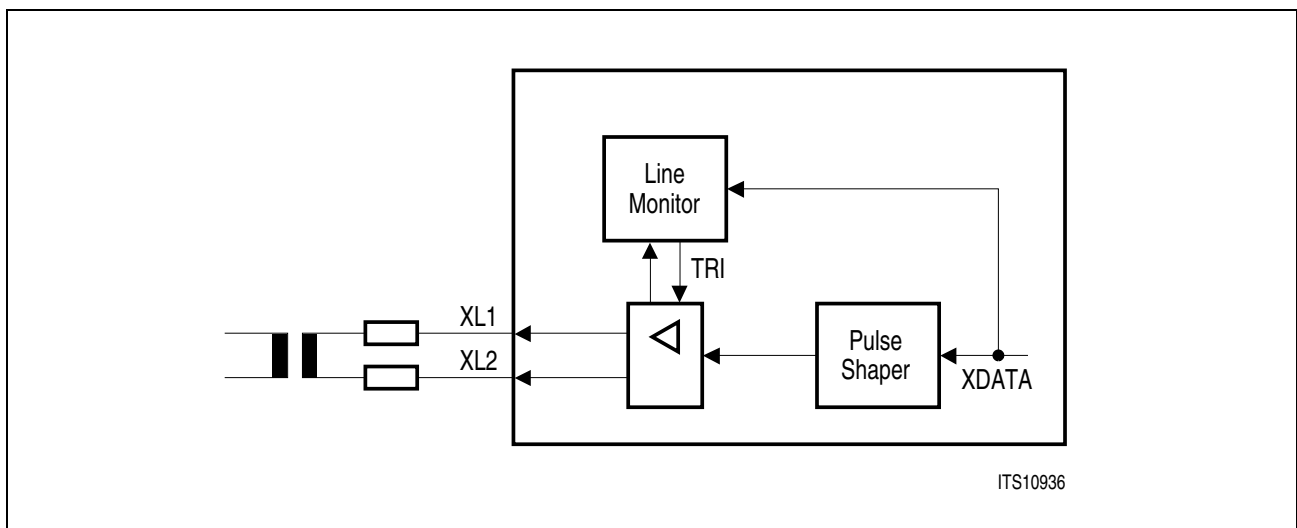 Line
Monitor
TRI
XL1
XL2
Pulse
Shaper
XDATA
ITS10936